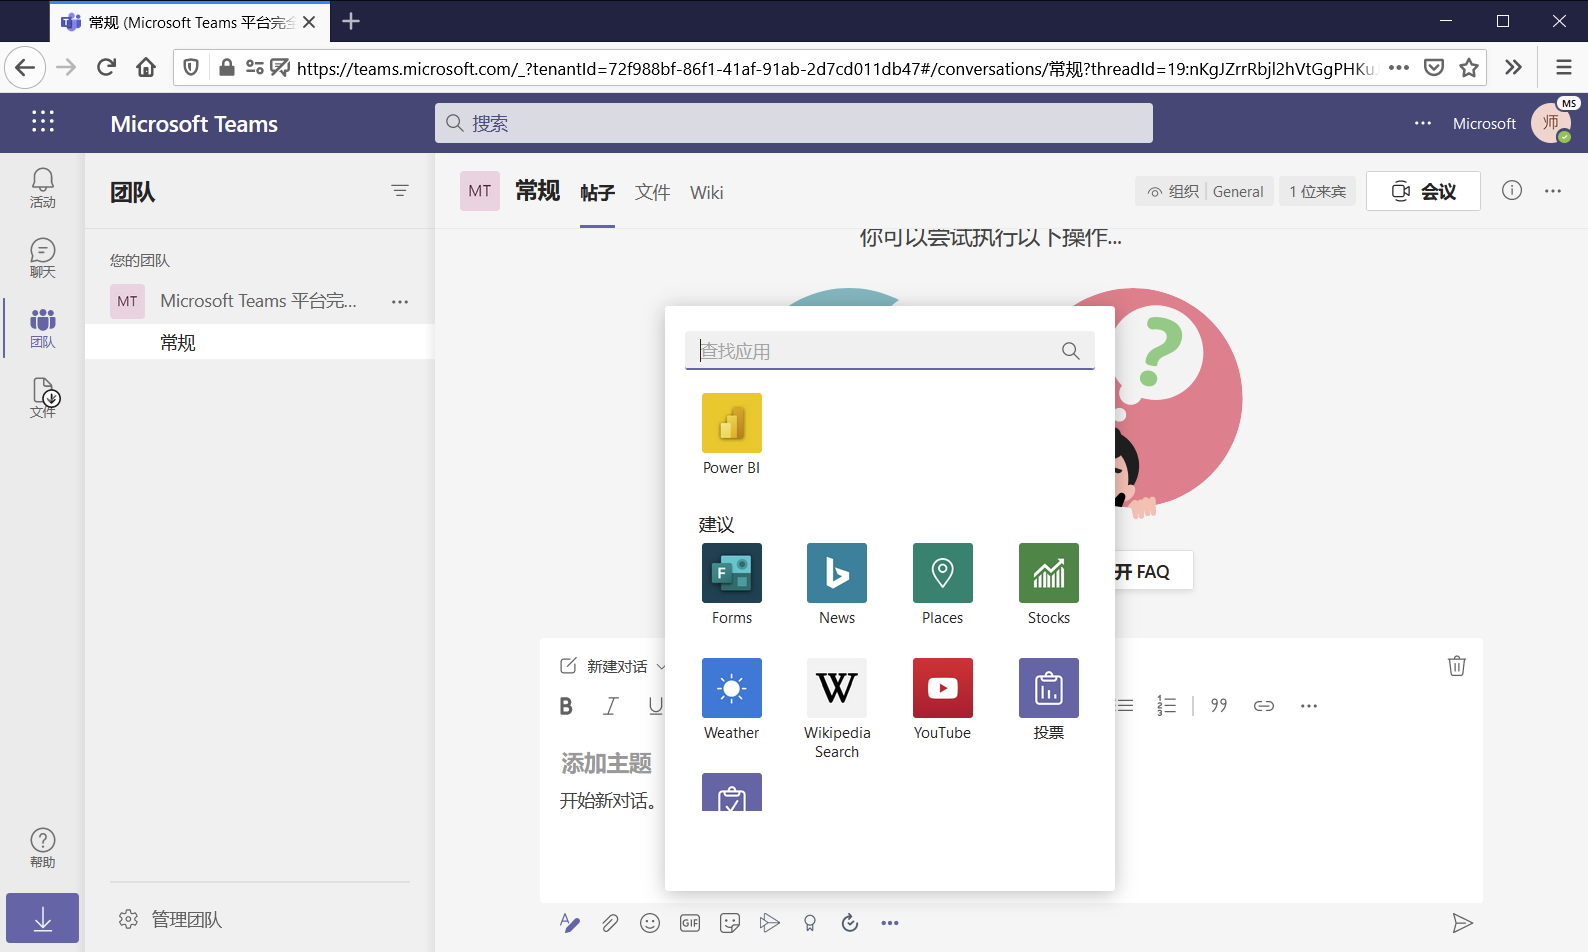 常规 (Microsoft Teams 平台完全
https://teams.microsoft.com/_?tenantId=72f988bf-86f1-41af-91ab-2d7cd011db47#/conversations/常规?threadId=19:nKgJZrrRbjl2hVtGgPHKu
Microsoft Teams
搜索
Microsoft
师
MS
活动
聊天
团队
文件
帮助
团队
您的团队
MT
Microsoft Teams 平台完...
常规
管理团队
MT
常规
帖子
文件
Wiki
组织
General
1 位来宾
会议
你可以尝试执行以下操作...
查找应用
Power BI
建议
Forms
News
Places
Stocks
Weather
Wikipedia
Search
YouTube
投票
开 FAQ
新建对话
B I U
添加主题
开始新对话。
GIF